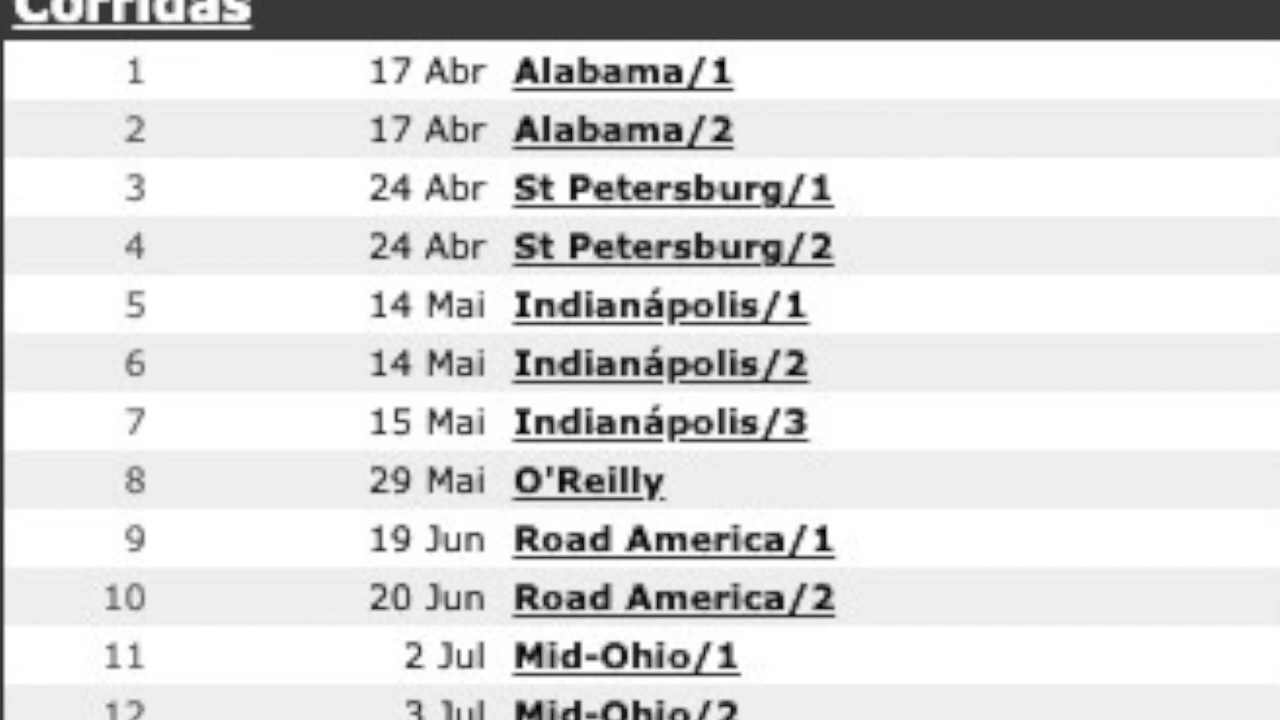 Corridas
1 17 Abr Alabama/1
2 17 Abr Alabama/2
3 24 Abr St Petersburg/1
4 24 Abr St Petersburg/2
5 14 Mai Indianápolis/1
6 14 Mai Indianápolis/2
7 15 Mai Indianápolis/3
8 29 Mai O'Reilly
9 19 Jun Road America/1
10 20 Jun Road America/2
11 2 Jul Mid-Ohio/1
12 3 Jul Mid-Ohio/2